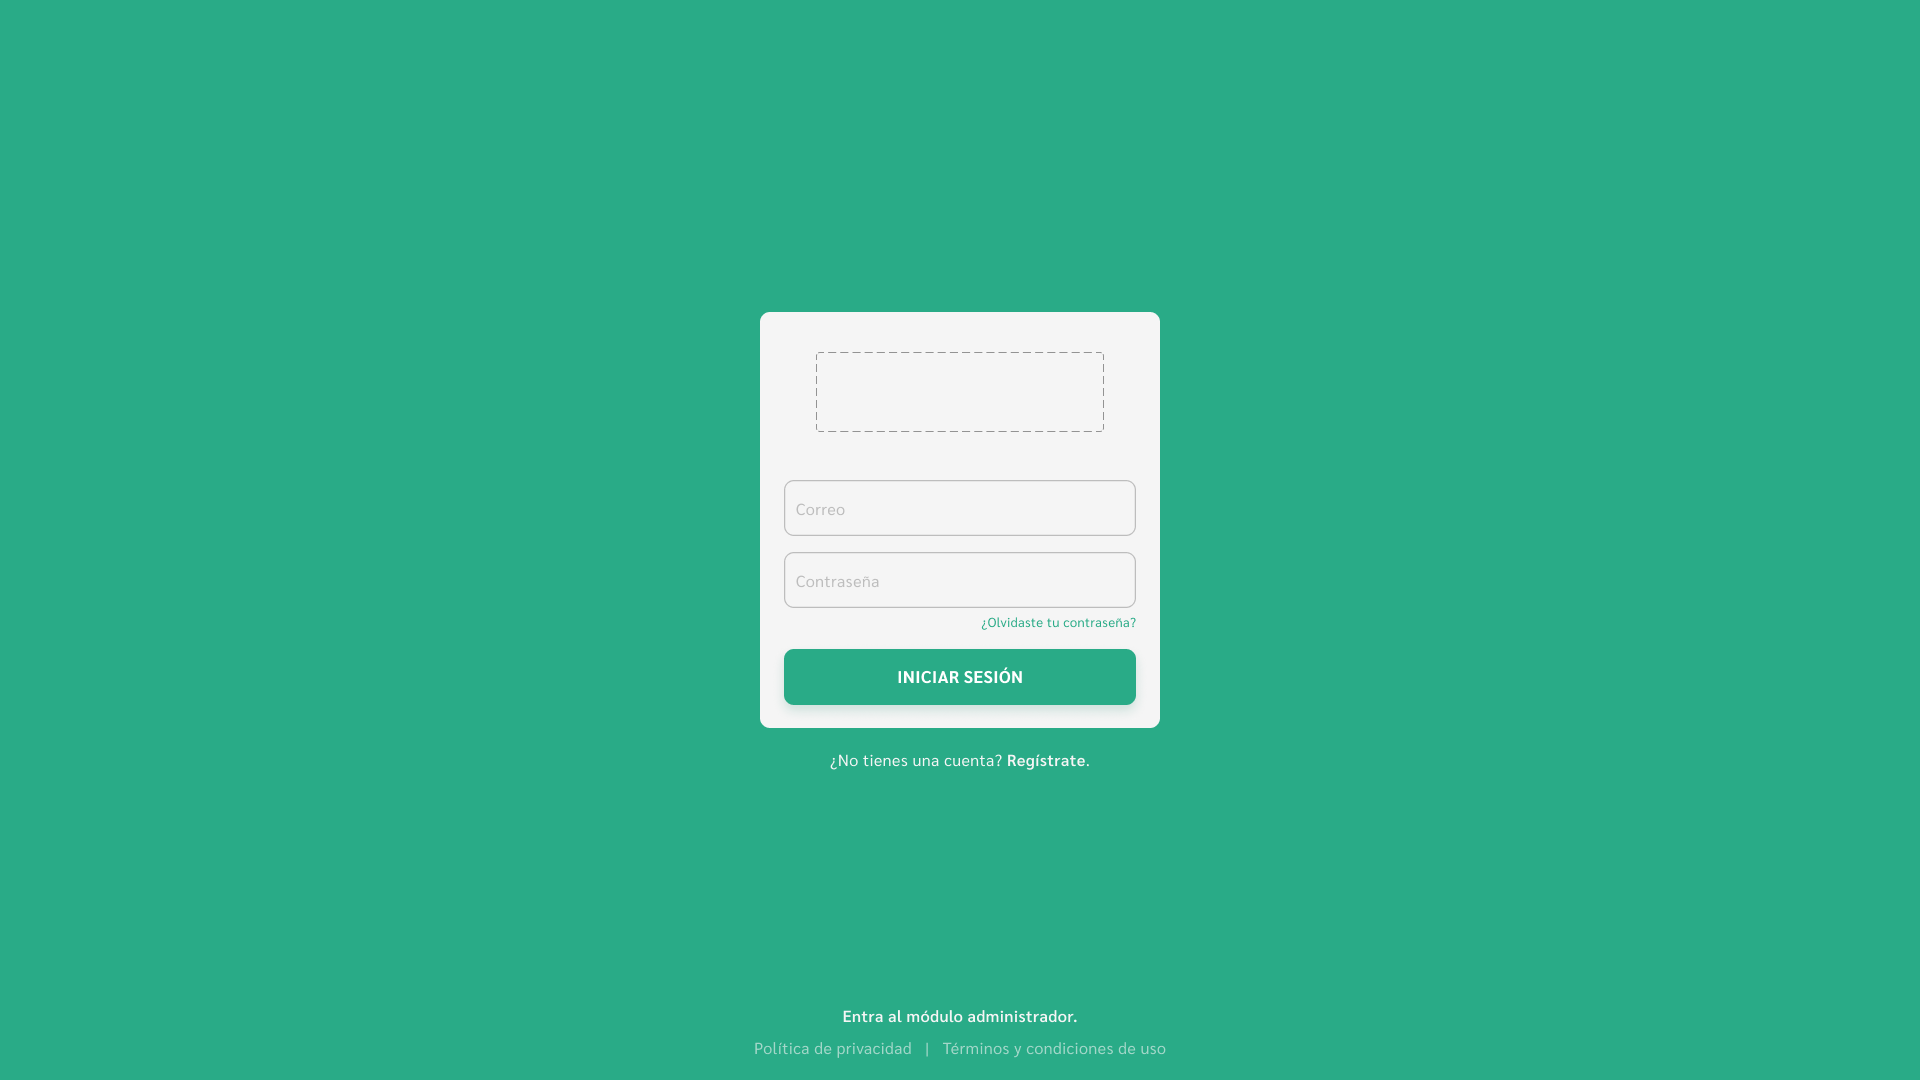 Correo
Contraseña
¿Olvidaste tu contraseña?
INICIAR SESIÓN
¿No tienes una cuenta? Regístrate.
Entra al módulo administrador.
Política de privacidad | Términos y condiciones de uso